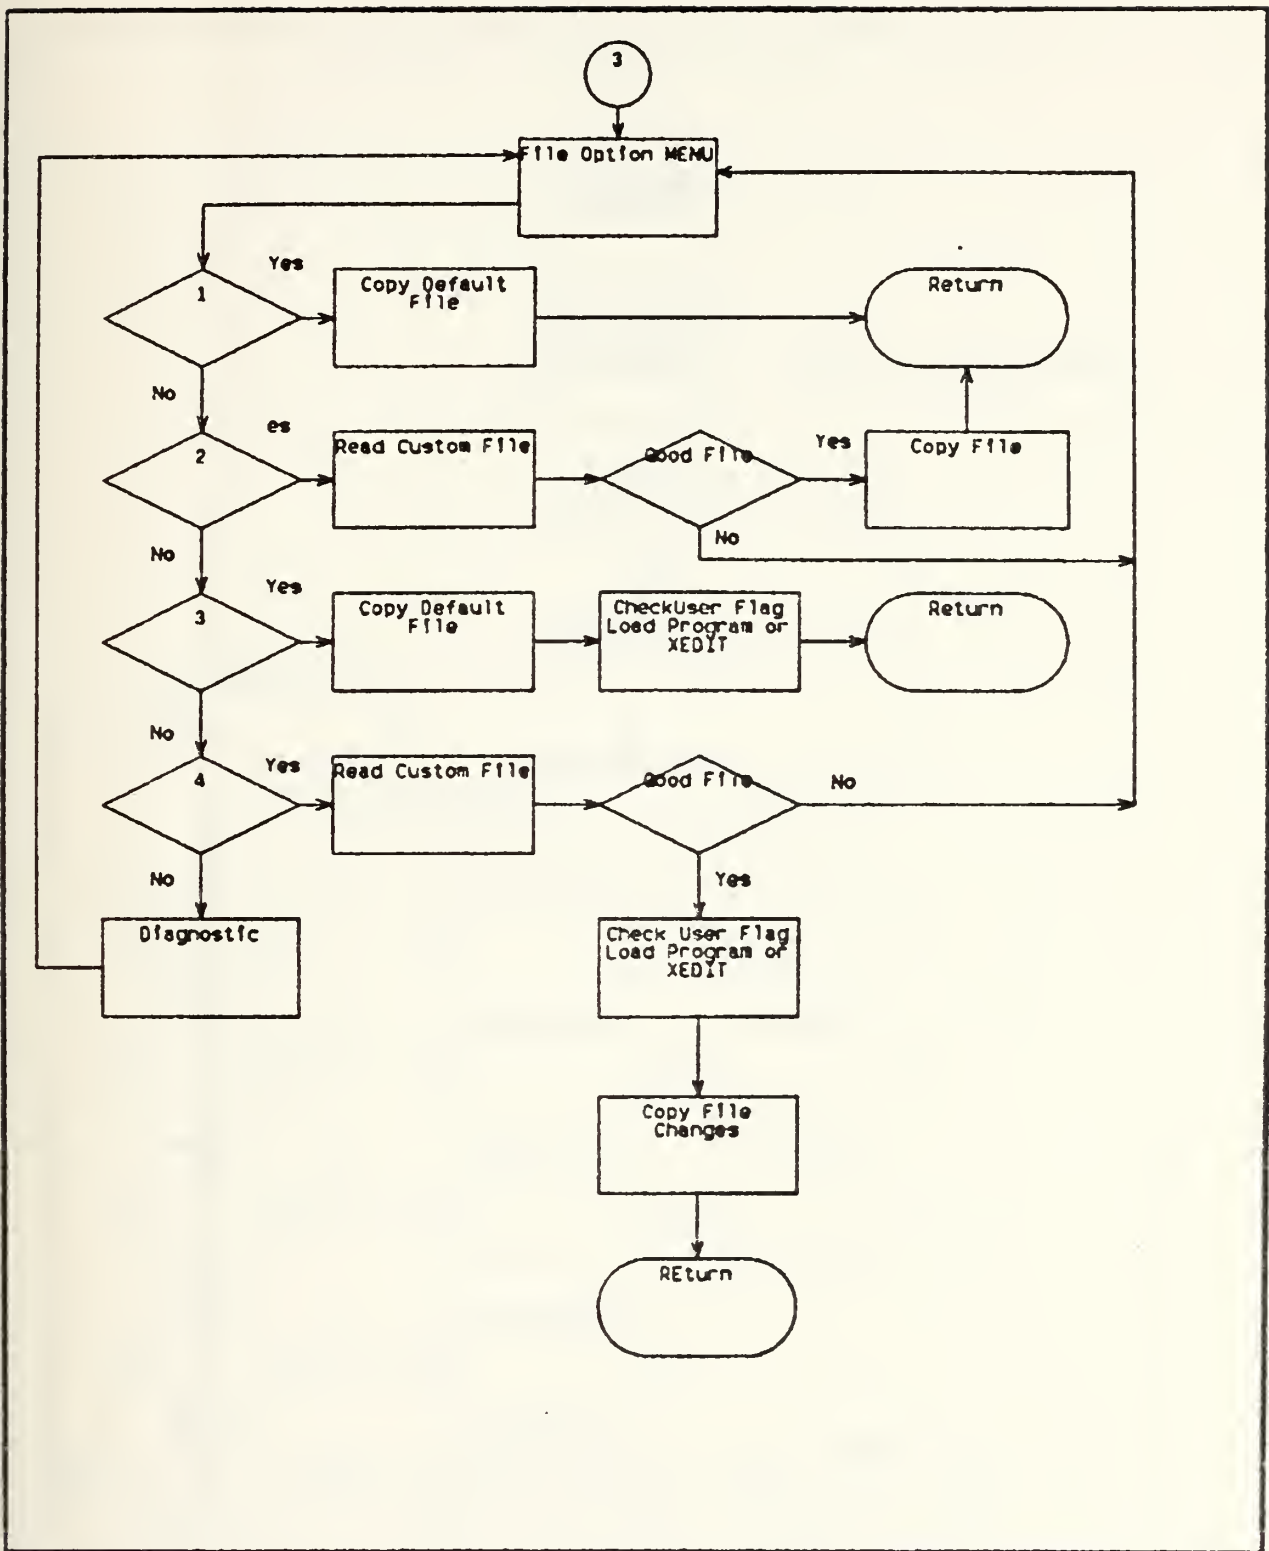 3
File Option MENU
Yes
1
Copy Default
File
Return
No
es
2
Read Custom File
Good File
Yes
Copy File
No
No
Yes
3
Copy Default
File
CheckUser Flag
Load Program or
XEDIT
Return
No
Yes
4
Read Custom File
Good File
No
No
Yes
Diagnostic
Check User Flag
Load Program or
XEDIT
Copy File
Changes
REturn